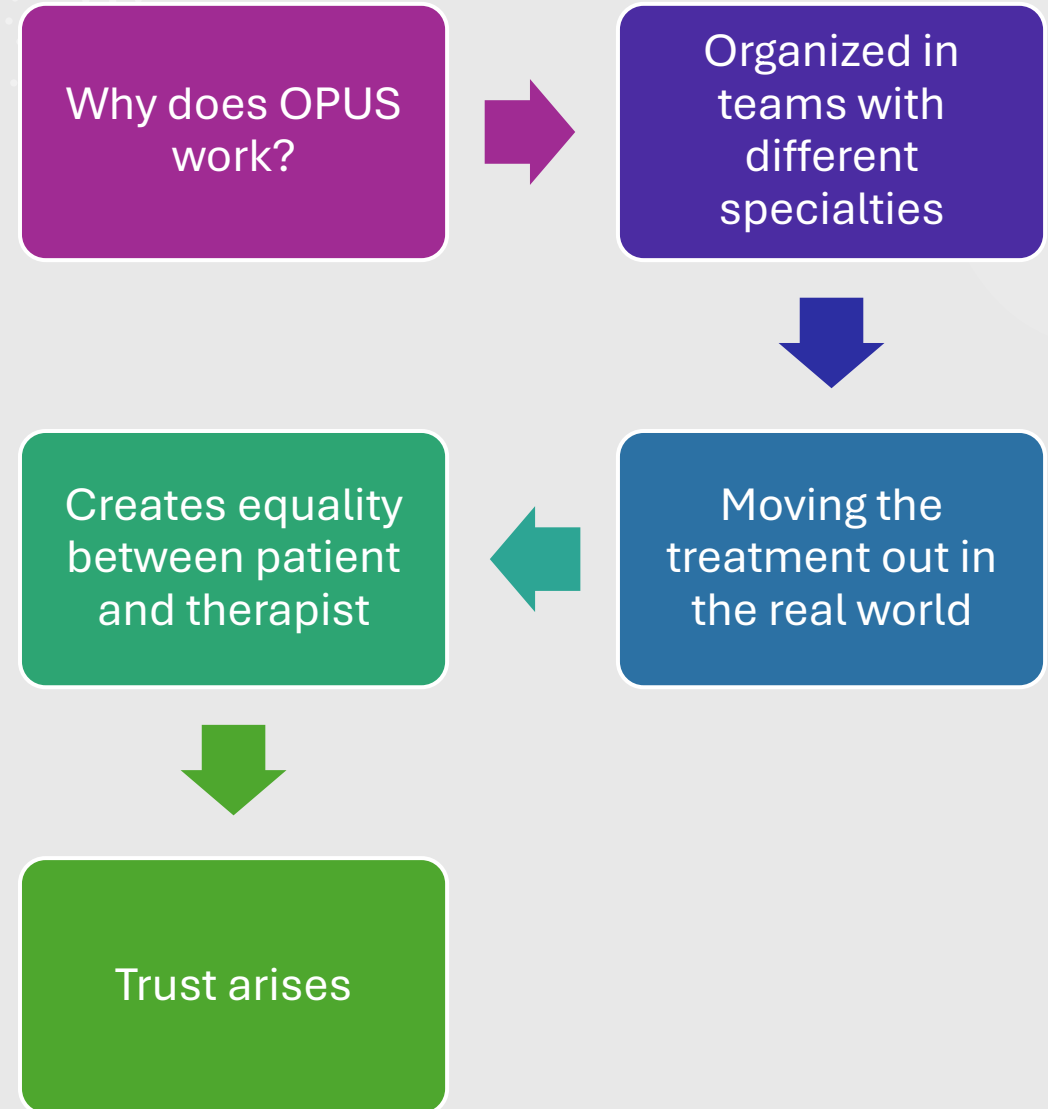 Why does OPUS
work?
Organized in
teams with
different
specialties
Moving the
treatment out in
the real world
Creates equality
between patient
and therapist
Trust arises